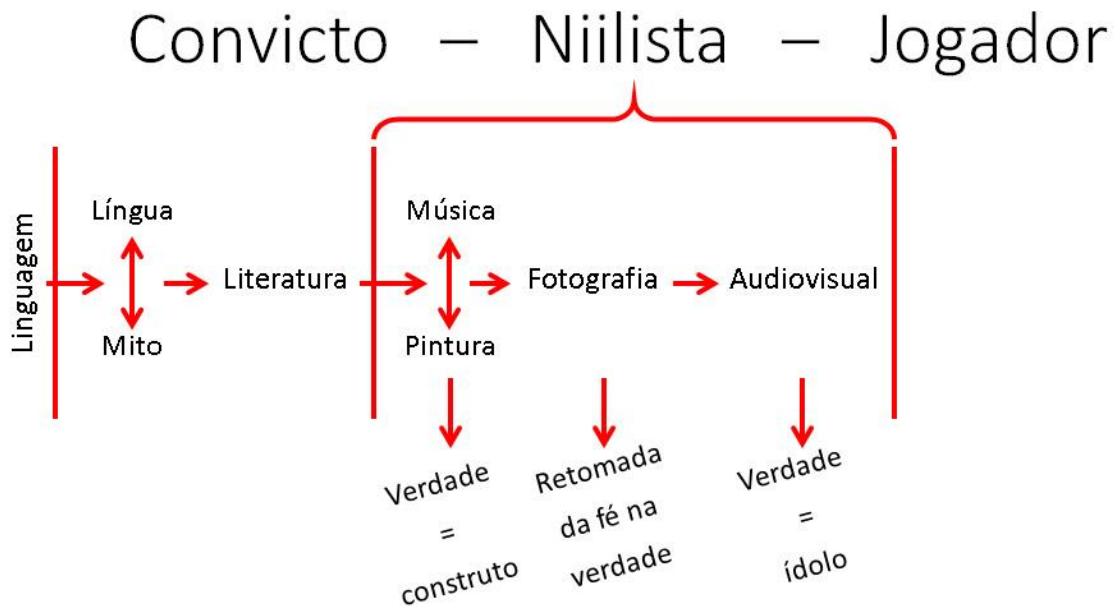 Convicto – Niilista – Jogador
Linguagem
Língua
Mito
Literatura
Música
Pintura
Fotografia
Audiovisual
Verdade
=
construto
Retomada
da fé na
verdade
Verdade
=
ídolo